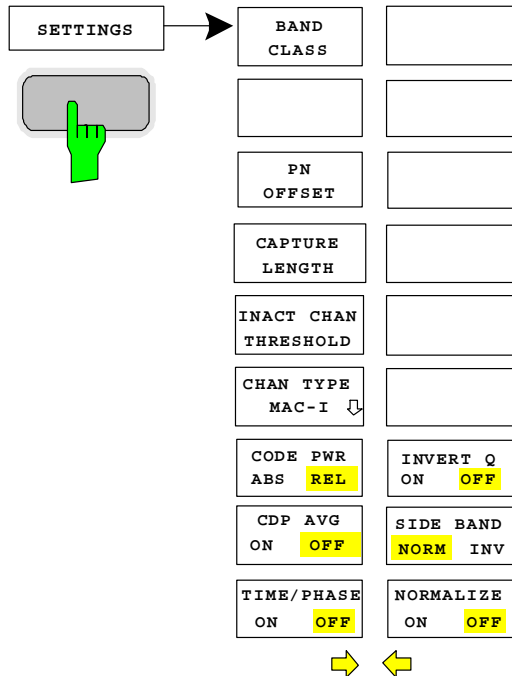 SETTINGS
BAND
CLASS
PN
OFFSET
CAPTURE
LENGTH
INACT CHAN
THRESHOLD
CHAN TYPE
MAC-I
CODE PWR
ABS REL
INVERT Q
ON OFF
CDP AVG
ON OFF
SIDE BAND
NORM INV
TIME/PHASE
ON OFF
NORMALIZE
ON OFF